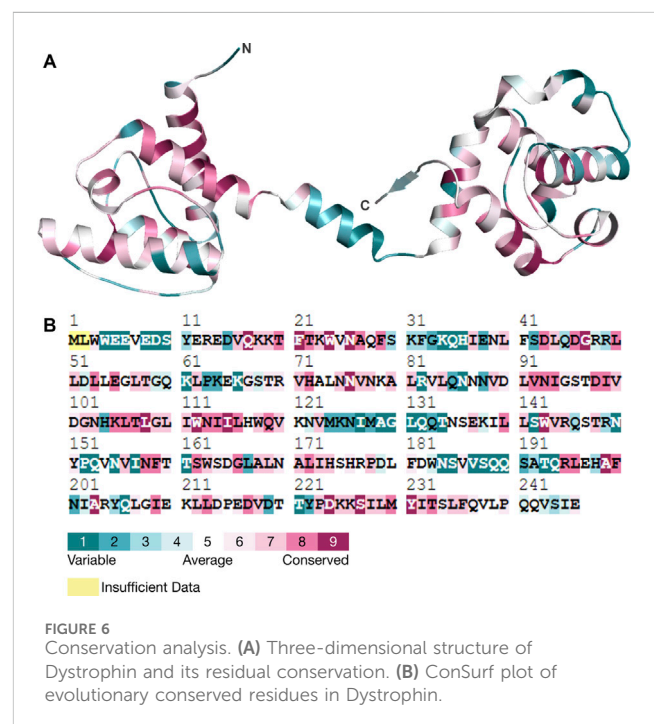 A
N
C
B
1 11 21 31 41
MLWWEEVEDS YEREDVQKKT FTKWVNAQFS KFGKQHIENL FSDLQDGRRL
51 61 71 81 91
LDLLEGLTGQ KLPKEKGSTR VHALNNVNKA LRVLQNNNVD LVNIGSTDIV
101 111 121 131 141
DGNHKLTLGL IWNIILHWQV KNVMKNIMAG LQQTNSEKIL LSWVRQSTRN
151 161 171 181 191
YPQVNVINFT TSWSDGLALN ALIHSHRPDL FDWNSVVSQQ SATQRLEHAF
201 211 221 231 241
NIARYQLGIE KLLDPEDVDT TYPDKKSILM YITSLFQVLP QQVSIE
1 2 3 4 5 6 7 8 9
Variable Average Conserved
Insufficient Data
FIGURE 6
Conservation analysis. (A) Three-dimensional structure of
Dystrophin and its residual conservation. (B) ConSurf plot of
evolutionary conserved residues in Dystrophin.